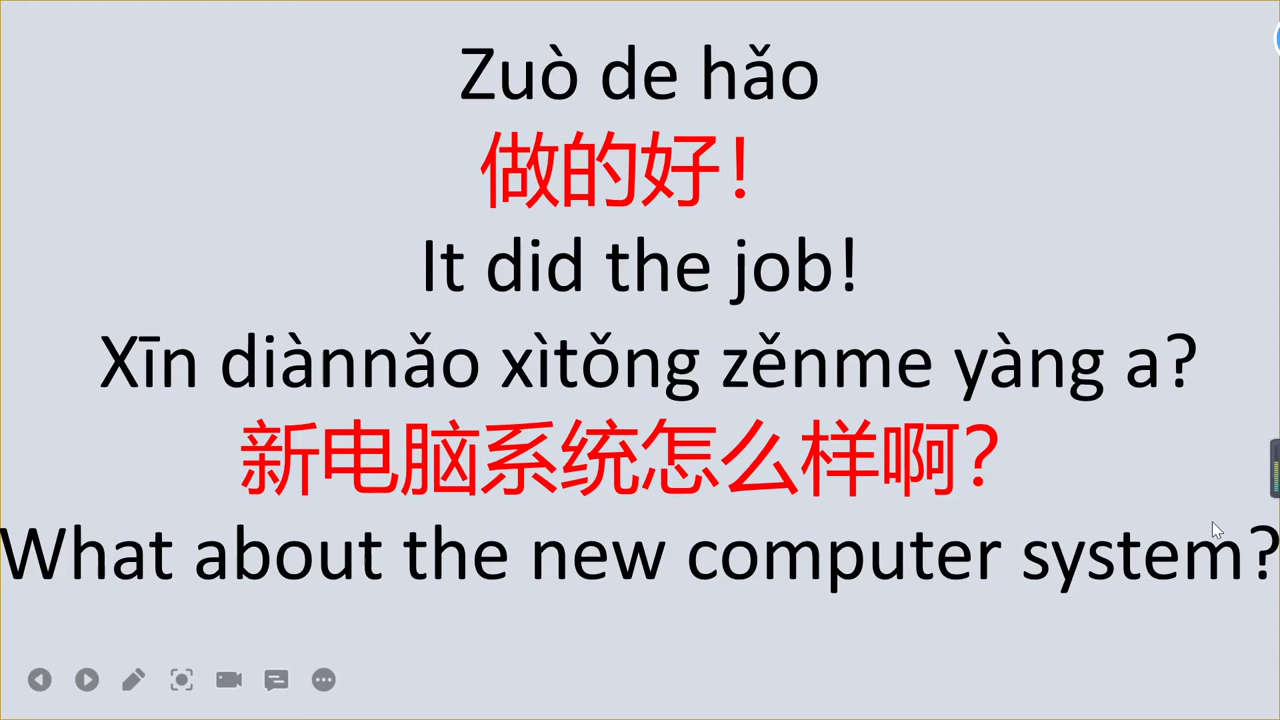 Zuò de hǎo
做的好！
It did the job!
Xīn diànnǎo xìtǒng zěnme yàng a?
新电脑系统怎么样啊？
What about the new computer system?